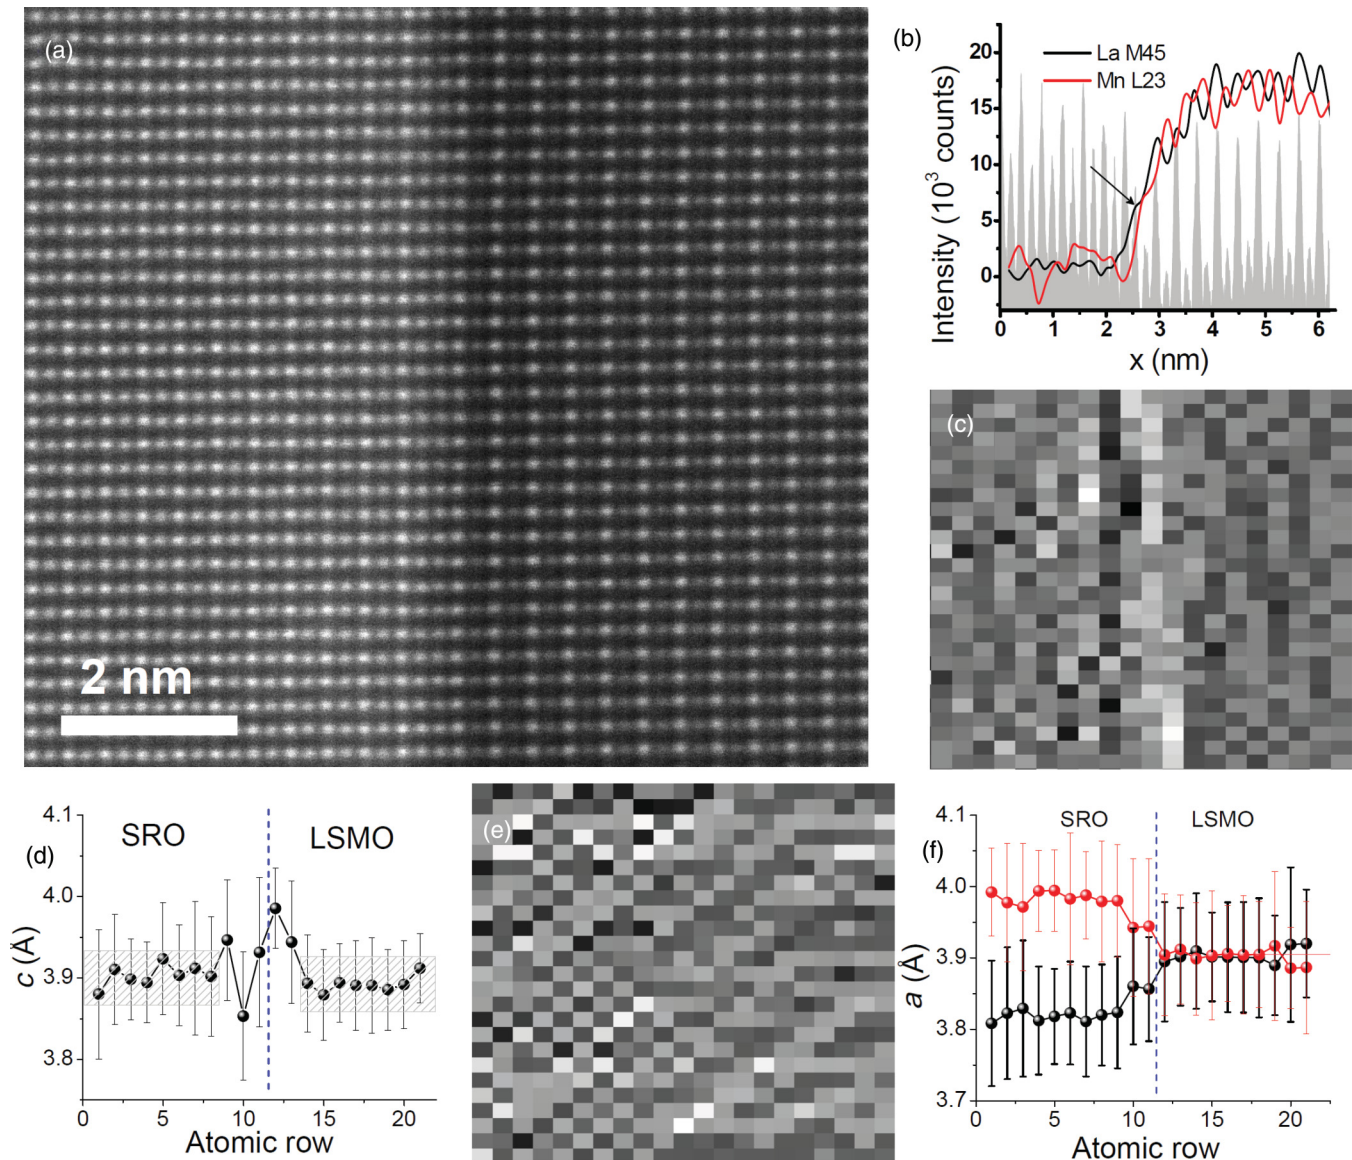 (a)
2 nm
(b)
La M45
Mn L23
Intensity (10³ counts)
20
15
10
5
0
0 1 2 3 4 5 6
x (nm)
(c)
(d)
SRO
LSMO
c (Å)
4.1
4.0
3.9
3.8
0 5 10 15 20
Atomic row
(e)
(f)
SRO
LSMO
a (Å)
4.1
4.0
3.9
3.8
3.7
0 5 10 15 20
Atomic row